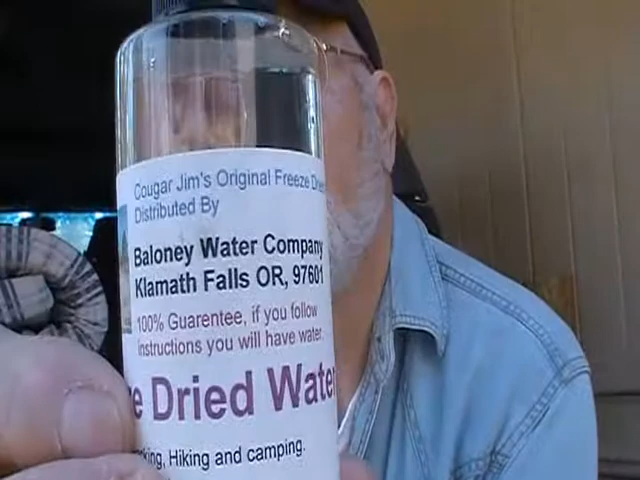 Cougar Jim's Original Freeze Dried
Distributed By
Baloney Water Company
Klamath Falls OR, 97601
100% Guarentee, if you follow
instructions you will have water.
e Dried Water
king, Hiking and camping.